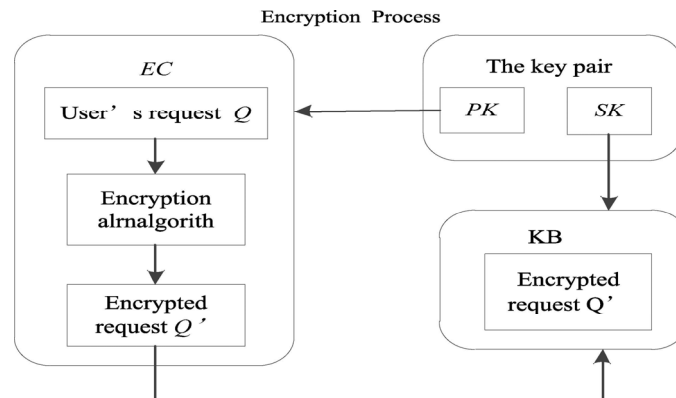 Encryption Process
EC
User’s request Q
Encryption
alrnalgorith
Encrypted
request Q’
The key pair
PK
SK
KB
Encrypted
request Q’